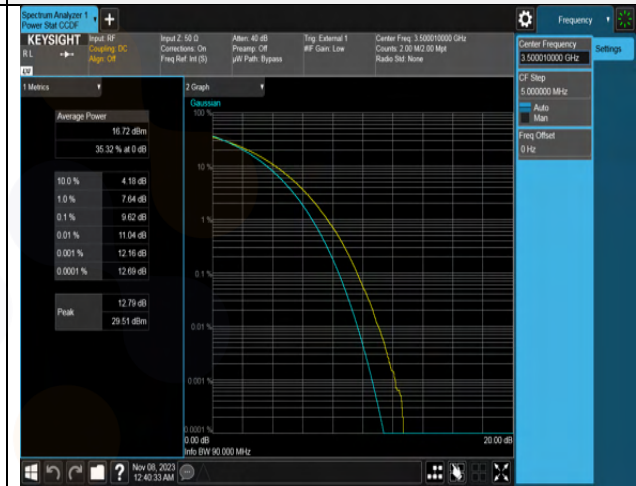 Spectrum Analyzer 1
Power Stat CCDF
Frequency
KEYSIGHT
R L
LW
Input: RF
Coupling: DC
Align: Off
Input Z: 50 Ω
Corrections: On
Freq Ref: Int (S)
Atten: 40 dB
Preamp: Off
µW Path: Bypass
Trig: External 1
#IF Gain: Low
Center Freq: 3.500010000 GHz
Counts: 2.00 M/2.00 Mpt
Radio Std: None
Center Frequency
3.500010000 GHz
Settings
CF Step
5.000000 MHz
Auto
Man
Freq Offset
0 Hz
1 Metrics
Average Power
16.72 dBm
35.32 % at 0 dB
10.0 % 4.18 dB
1.0 % 7.64 dB
0.1 % 9.62 dB
0.01 % 11.04 dB
0.001 % 12.16 dB
0.0001 % 12.69 dB
Peak
12.79 dB
29.51 dBm
2 Graph
Gaussian
100 %
10 %
1 %
0.1 %
0.01 %
0.001 %
0.0001 %
0.00 dB
20.00 dB
Info BW 90.000 MHz
?
Nov 08, 2023
12:40:33 AM